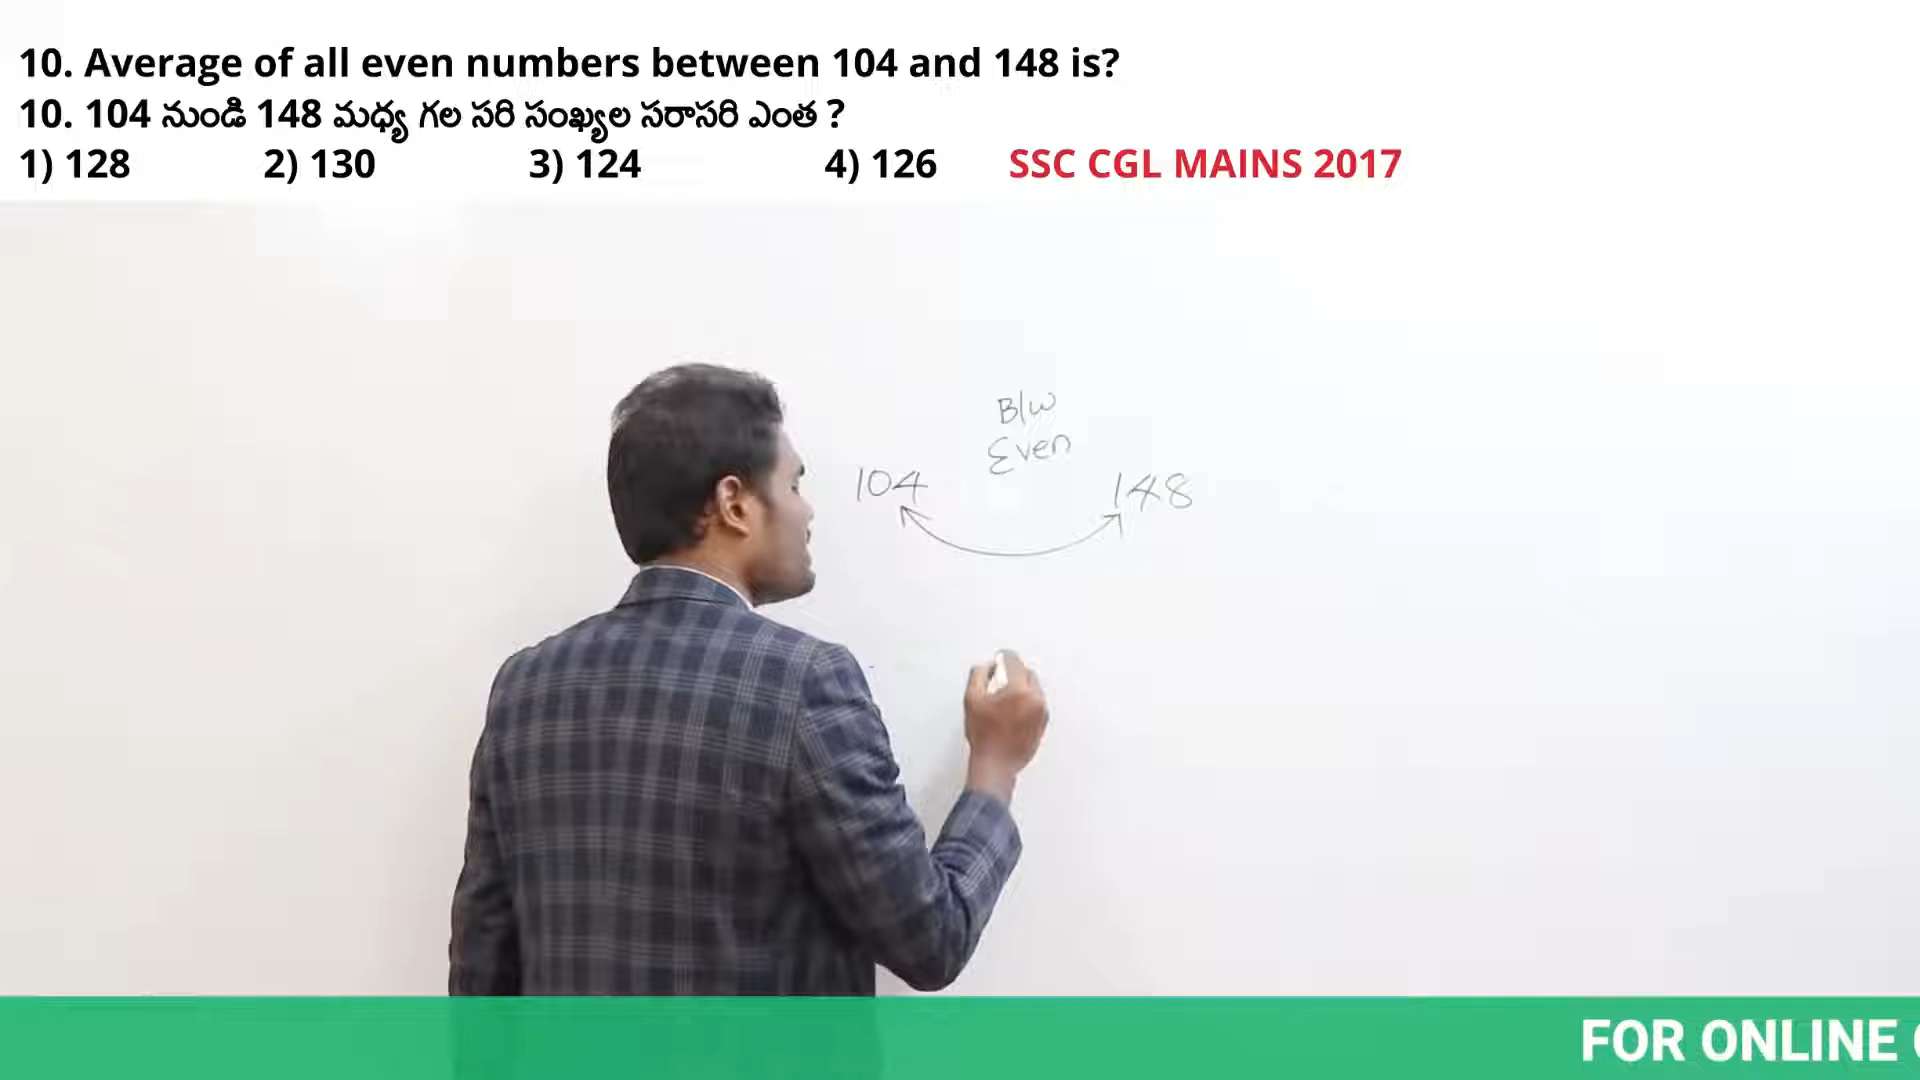 10. Average of all even numbers between 104 and 148 is?
10. 104 నుండి 148 మధ్య గల సరి సంఖ్యల సరాసరి ఎంత ?
1) 128 2) 130 3) 124 4) 126 SSC CGL MAINS 2017
B/w
Even
104 148
FOR ONLINE